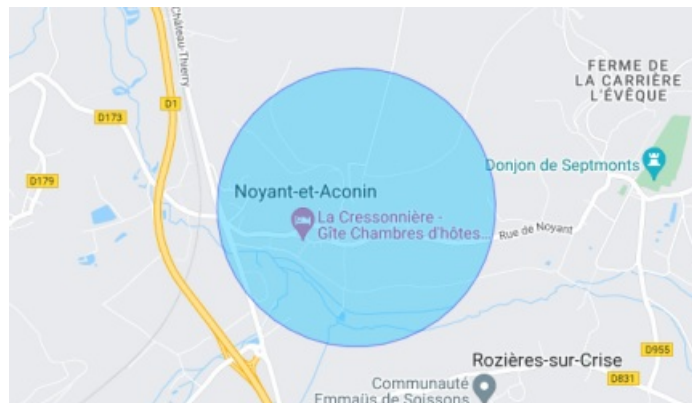 Château-Thierry
D1
D173
D179
FERME DE
LA CARRIÈRE
L'ÉVÊQUE
Donjon de Septmonts
Noyant-et-Aconin
La Cressonnière -
Gîte Chambres d'hôtes...
Rue de Noyant
D955
Rozières-sur-Crise
D831
Communauté
Emmaüs de Soissons